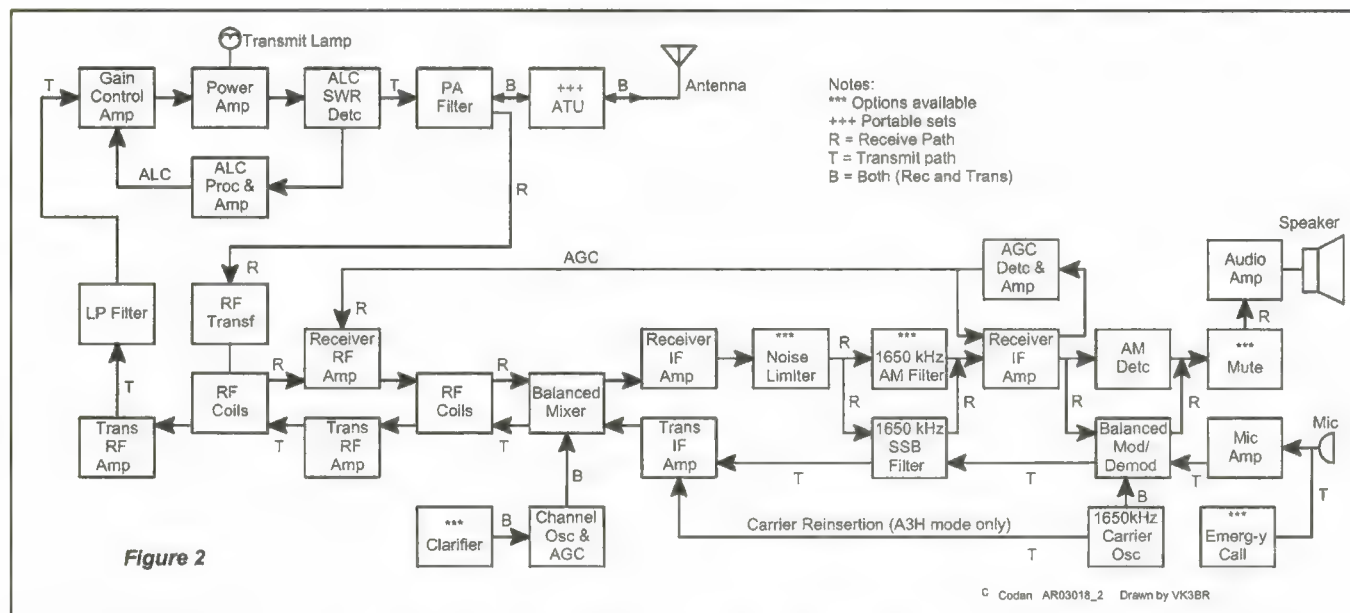 Transmit Lamp
T
Gain
Control
Amp
Power
Amp
ALC
SWR
Detc
T
PA
Filter
B
+++
ATU
B
Antenna
Notes:
*** Options available
+++ Portable sets
R = Receive Path
T = Transmit path
B = Both (Rec and Trans)
ALC
ALC
Proc &
Amp
R
Speaker
AGC
AGC
Detc &
Amp
Audio
Amp
R
LP Filter
R
RF
Transf
R
Receiver
RF
Amp
Receiver
IF
Amp
***
Noise
Limiter
R
***
1650 kHz
AM Filter
Receiver
IF
Amp
AM
Detc
***
Mute
R
R
T
RF
Coils
RF
Coils
Balanced
Mixer
R
R
R
R
Trans
RF
Amp
T
Trans
RF
Amp
T
Trans
IF
Amp
1650 kHz
SSB
Filter
Balanced
Mod/
Demod
Mic
Amp
Mic
T
T
T
T
B
B
***
Clarifier
B
Channel
Osc &
AGC
Carrier Reinsertion (A3H mode only)
T
1650kHz
Carrier
Osc
***
Emerg-y
Call
Figure 2
C Codan AR03018_2 Drawn by VK3BR